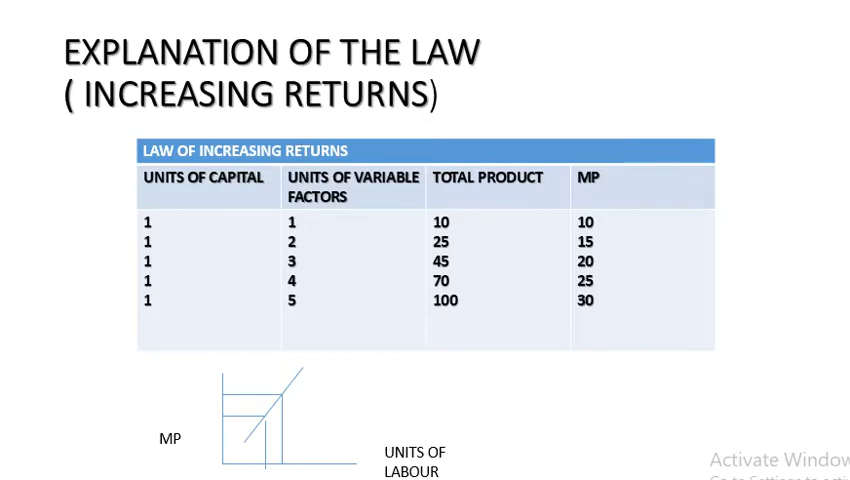 EXPLANATION OF THE LAW
( INCREASING RETURNS)
LAW OF INCREASING RETURNS
UNITS OF CAPITAL UNITS OF VARIABLE FACTORS TOTAL PRODUCT MP
1 1 10 10
1 2 25 15
1 3 45 20
1 4 70 25
1 5 100 30
MP
UNITS OF
LABOUR
Activate Window